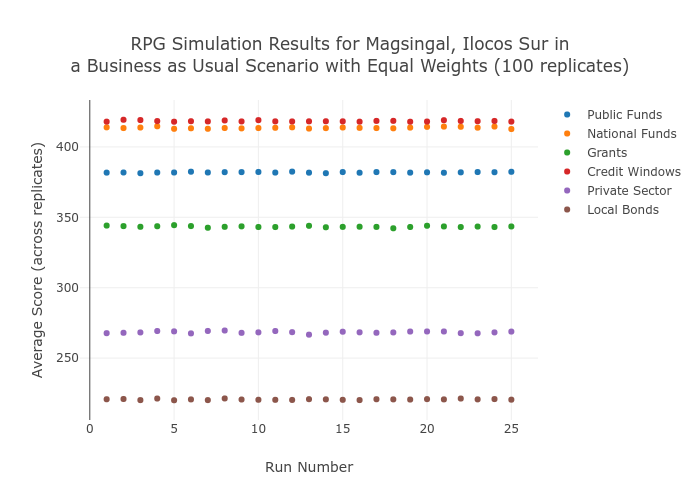 RPG Simulation Results for Magsingal, Ilocos Sur in
a Business as Usual Scenario with Equal Weights (100 replicates)
Public Funds
National Funds
Grants
Credit Windows
Private Sector
Local Bonds
Average Score (across replicates)
400
350
300
250
0
5
10
15
20
25
Run Number